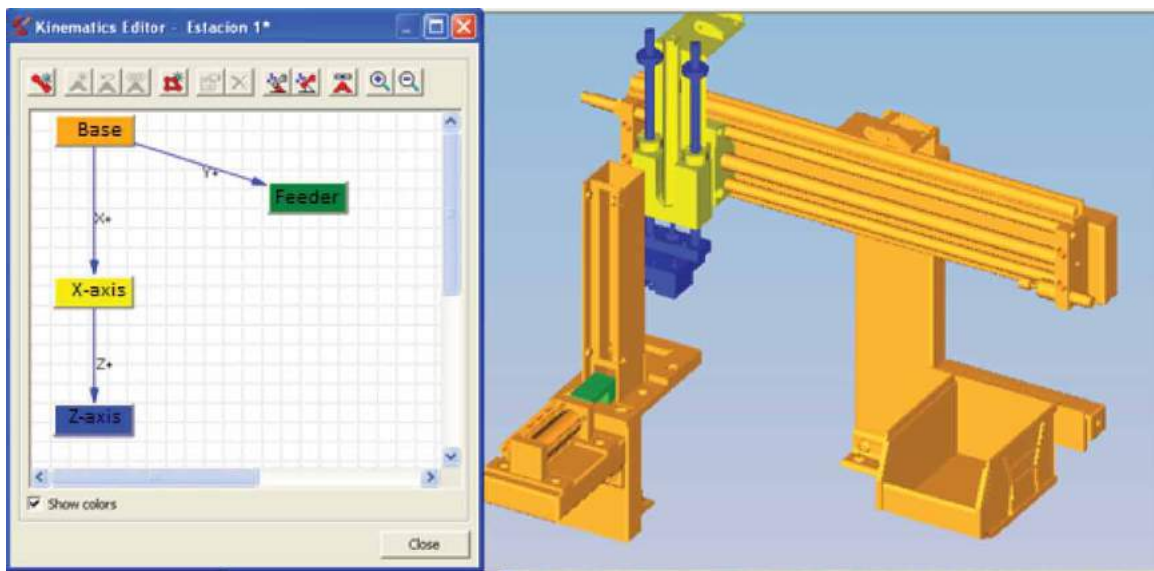 Kinematics Editor - Estacion 1*
Base
Y+
Feeder
X+
X-axis
Z+
Z-axis
Show colors
Close